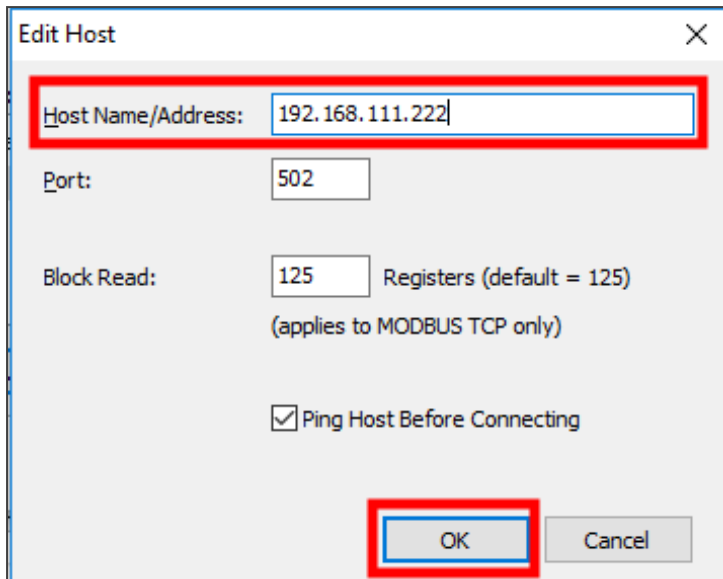 Edit Host
Host Name/Address: 192.168.111.222
Port: 502
Block Read: 125 Registers (default = 125)
(applies to MODBUS TCP only)
Ping Host Before Connecting
OK Cancel